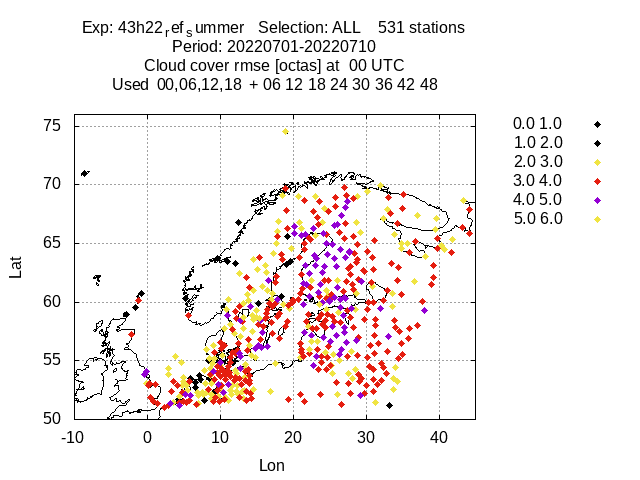 Exp: 43h22ref_summer Selection: ALL 531 stations
Period: 20220701-20220710
Cloud cover rmse [octas] at 00 UTC
Used 00,06,12,18 + 06 12 18 24 30 36 42 48
0.0 1.0
1.0 2.0
2.0 3.0
3.0 4.0
4.0 5.0
5.0 6.0
75
70
65
60
55
50
Lat
-10 0 10 20 30 40
Lon